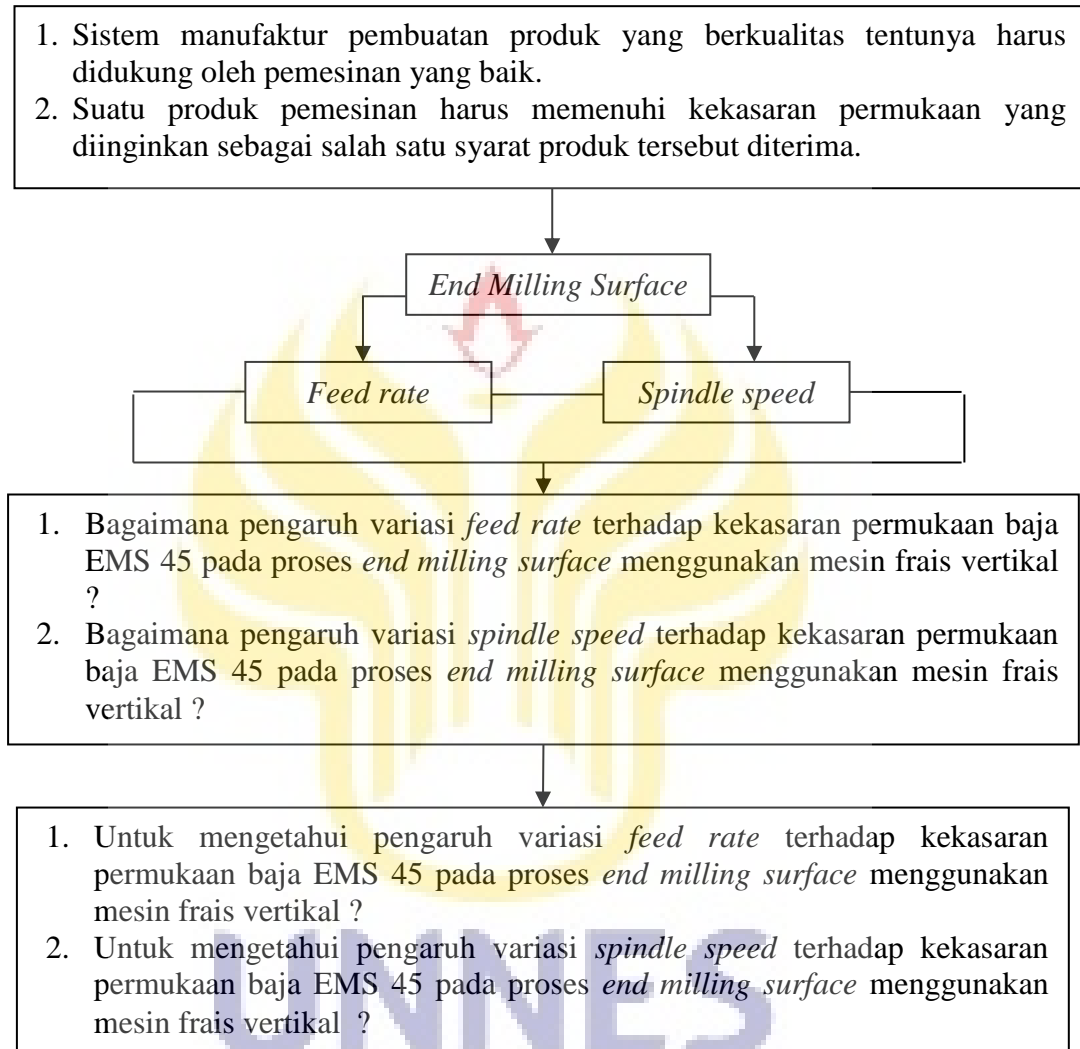 1. Sistem manufaktur pembuatan produk yang berkualitas tentunya harus
didukung oleh pemesinan yang baik.
2. Suatu produk pemesinan harus memenuhi kekasaran permukaan yang
diinginkan sebagai salah satu syarat produk tersebut diterima.
End Milling Surface
Feed rate
Spindle speed
1. Bagaimana pengaruh variasi feed rate terhadap kekasaran permukaan baja
EMS 45 pada proses end milling surface menggunakan mesin frais vertikal
?
2. Bagaimana pengaruh variasi spindle speed terhadap kekasaran permukaan
baja EMS 45 pada proses end milling surface menggunakan mesin frais
vertikal ?
1. Untuk mengetahui pengaruh variasi feed rate terhadap kekasaran
permukaan baja EMS 45 pada proses end milling surface menggunakan
mesin frais vertikal ?
2. Untuk mengetahui pengaruh variasi spindle speed terhadap kekasaran
permukaan baja EMS 45 pada proses end milling surface menggunakan
mesin frais vertikal ?
UNNES